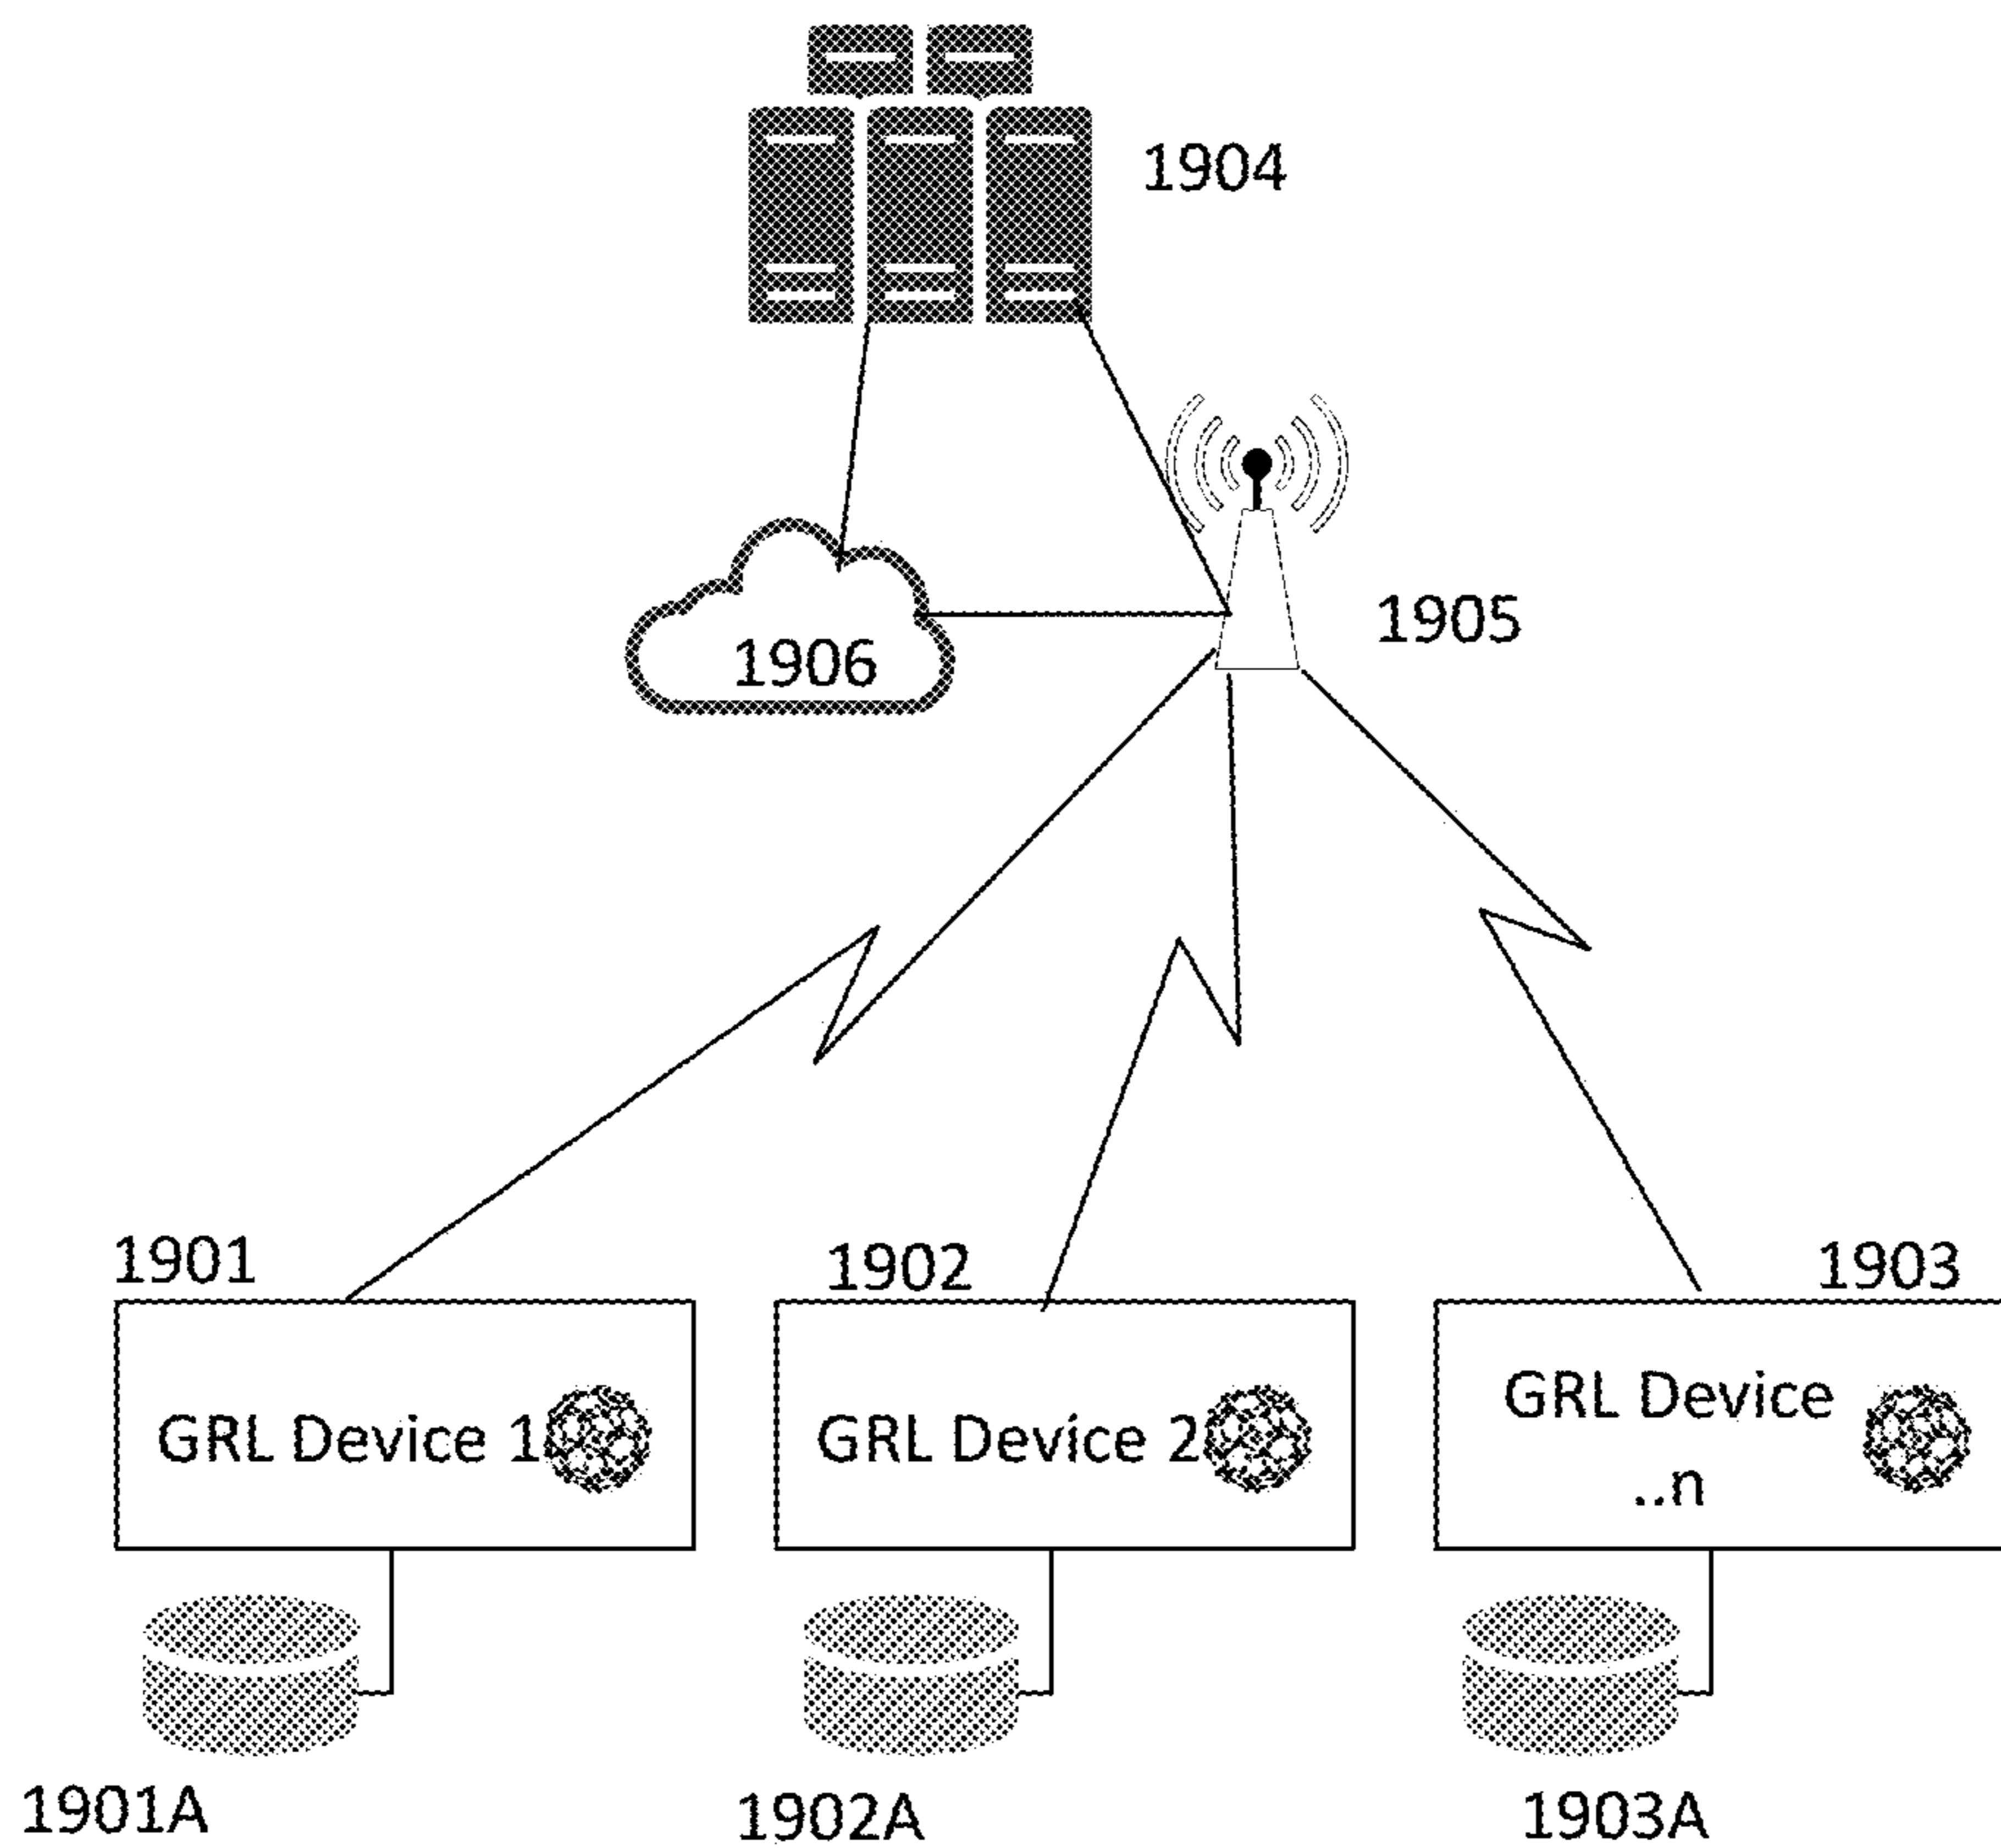 1904
1905
1906
1901
1902
1903
GRL Device 1
GRL Device 2
GRL Device
..n
1901A
1902A
1903A